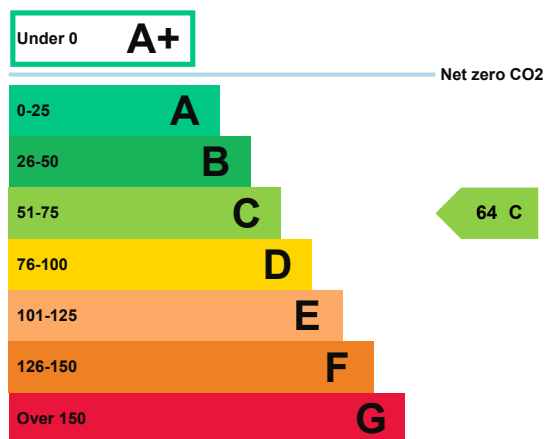 Under 0 A+
Net zero CO2
0-25 A
26-50 B
51-75 C
64 C
76-100 D
101-125 E
126-150 F
Over 150 G